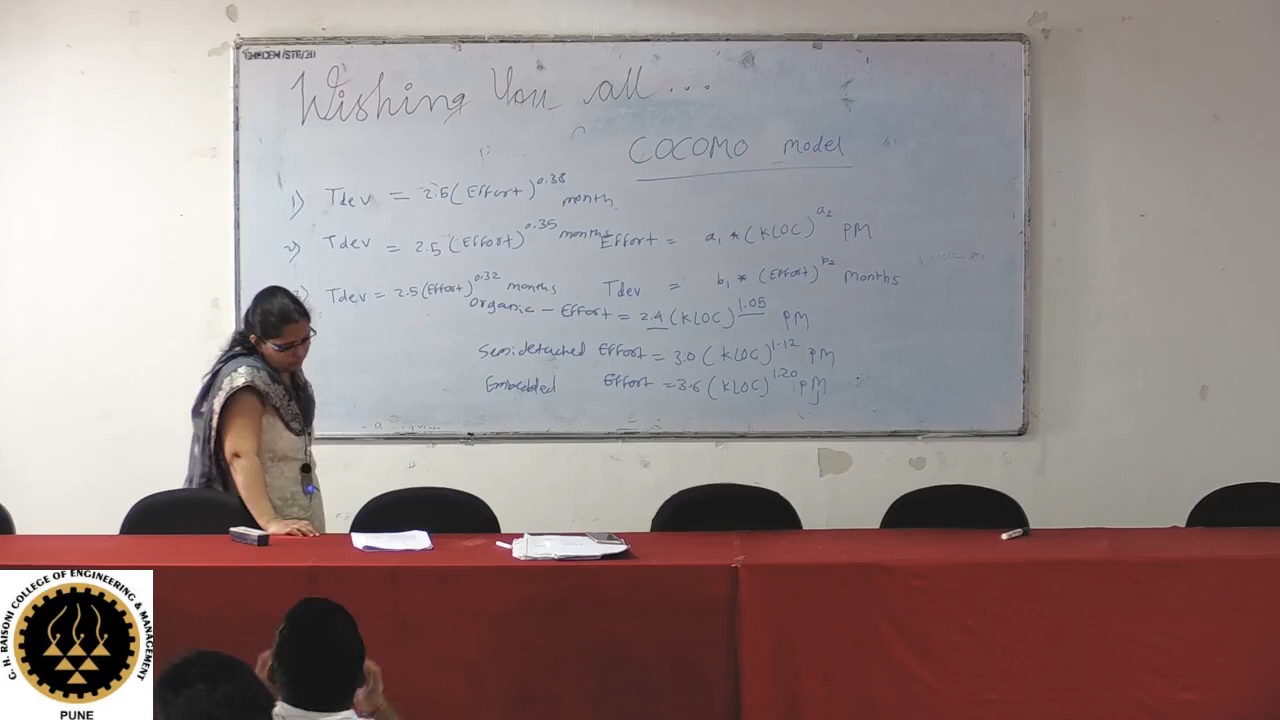 GHRCEM/STE/20
Wishing You all...
COCOMO model
1) Tdev = 2.5(Effort)^0.38 month.
2) Tdev = 2.5(Effort)^0.35 months
Effort = a₁ * (KLOC)^a₂ PM
Tdev = 2.5(Effort)^0.32 months
Tdev = b₁ * (Effort)^b₂ Months
Organic - Effort = 2.4(KLOC)^1.05 PM
Semidetached Effort = 3.0(KLOC)^1.12 PM
Embedded Effort = 3.6(KLOC)^1.20 PM
G. H. RAISONI COLLEGE OF ENGINEERING & MANAGEMENT
PUNE